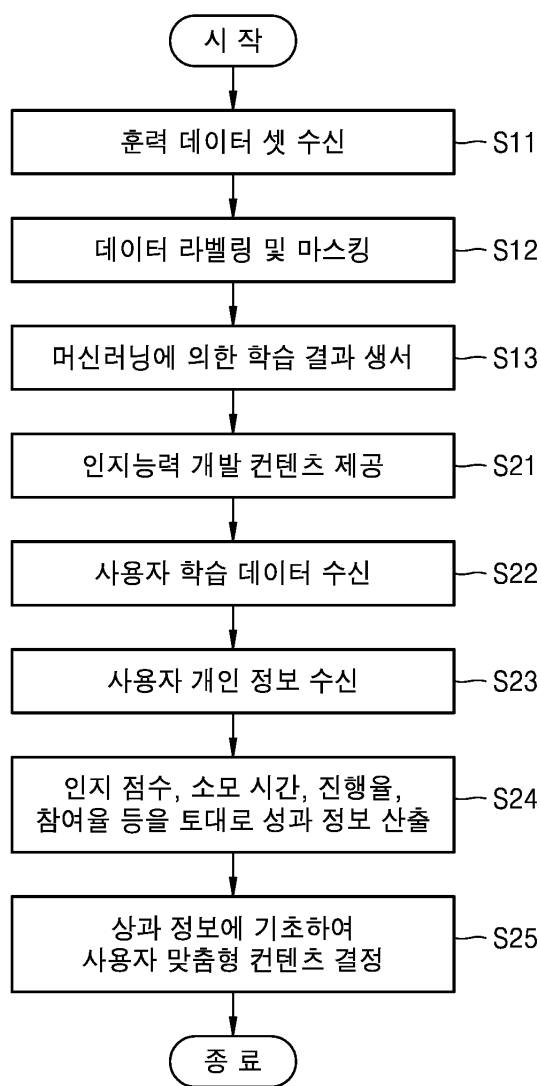 시 작
훈력 데이터 셋 수신
S11
데이터 라벨링 및 마스킹
S12
머신러닝에 의한 학습 결과 생서
S13
인지능력 개발 컨텐츠 제공
S21
사용자 학습 데이터 수신
S22
사용자 개인 정보 수신
S23
인지 점수, 소모 시간, 진행율,
참여율 등을 토대로 성과 정보 산출
S24
상과 정보에 기초하여
사용자 맞춤형 컨텐츠 결정
S25
종 료